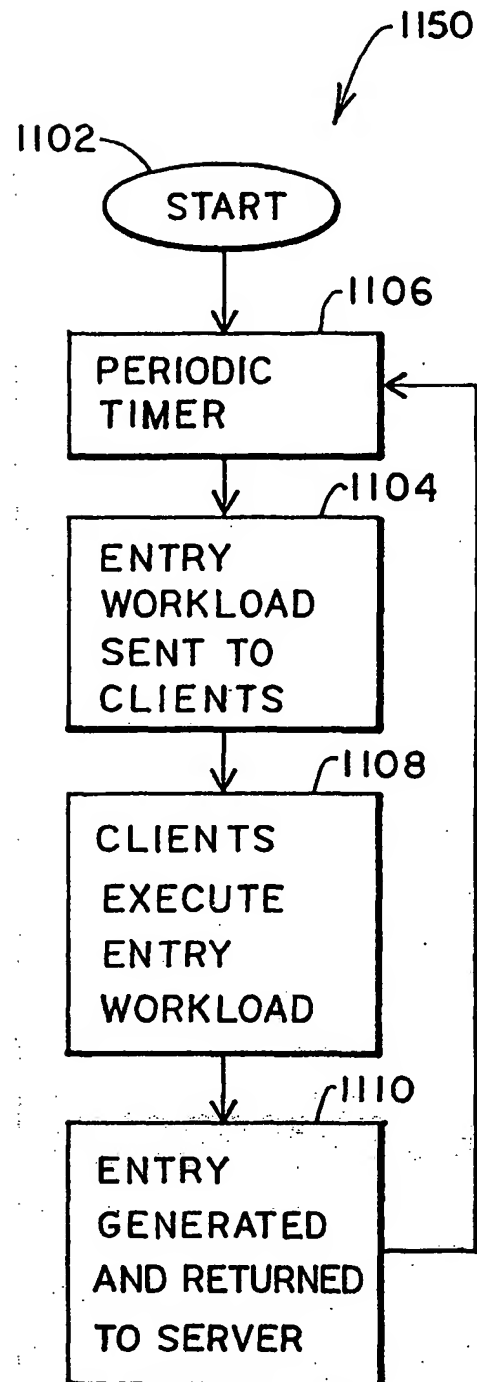 1150
1102
START
1106
PERIODIC
TIMER
1104
ENTRY
WORKLOAD
SENT TO
CLIENTS
1108
CLIENTS
EXECUTE
ENTRY
WORKLOAD
1110
ENTRY
GENERATED
AND RETURNED
TO SERVER